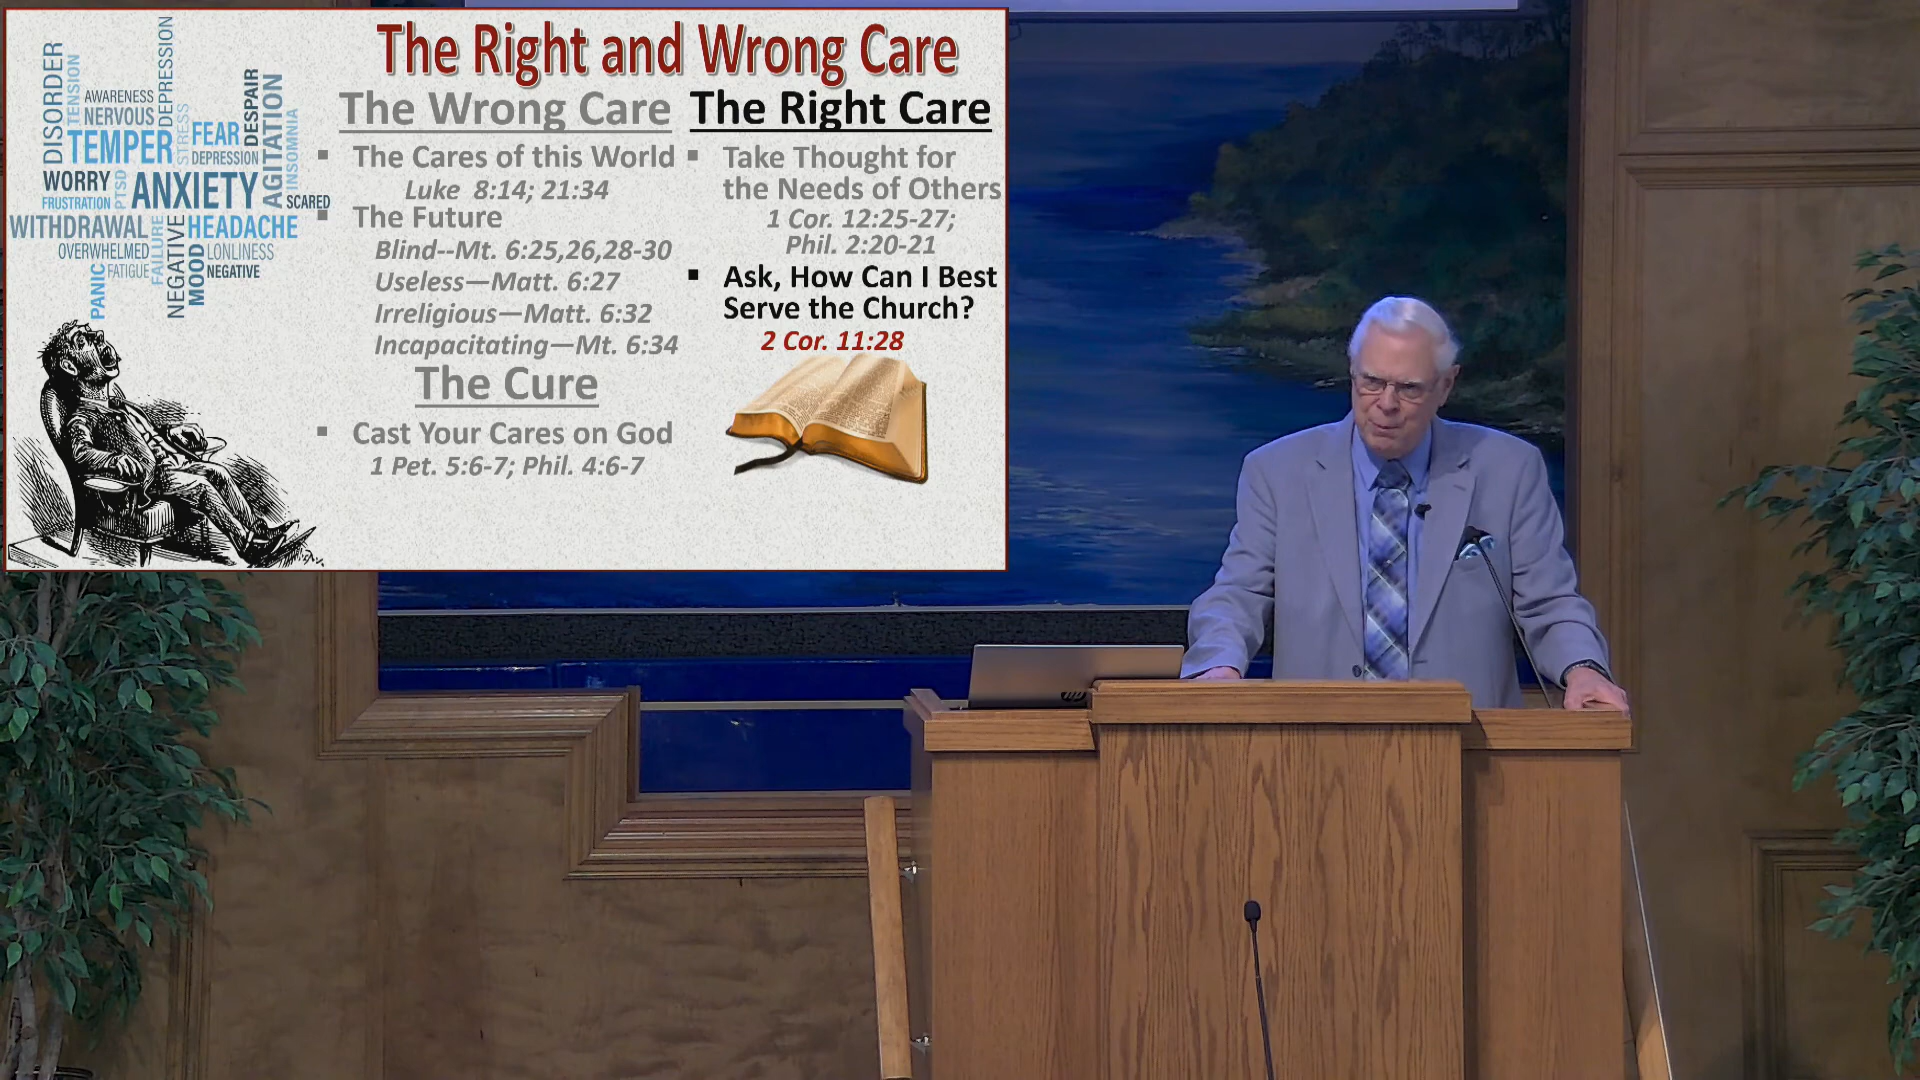 The Right and Wrong Care
The Wrong Care
The Cares of this World
Luke 8:14; 21:34
The Future
Blind--Mt. 6:25,26,28-30
Useless—Matt. 6:27
Irreligious—Matt. 6:32
Incapacitating—Mt. 6:34
The Cure
Cast Your Cares on God
1 Pet. 5:6-7; Phil. 4:6-7
The Right Care
Take Thought for
the Needs of Others
1 Cor. 12:25-27;
Phil. 2:20-21
Ask, How Can I Best
Serve the Church?
2 Cor. 11:28
DISORDER
TENSION
DEPRESSION
AWARENESS
NERVOUS
STRESS
TEMPER
FEAR
DESPAIR
AGITATION
INSOMNIA
DEPRESSION
WORRY
PTSD
ANXIETY
FRUSTRATION
SCARED
WITHDRAWAL
FAILURE
NEGATIVE
HEADACHE
OVERWHELMED
MOOD
LONLINESS
PANIC
FATIGUE
NEGATIVE
hp